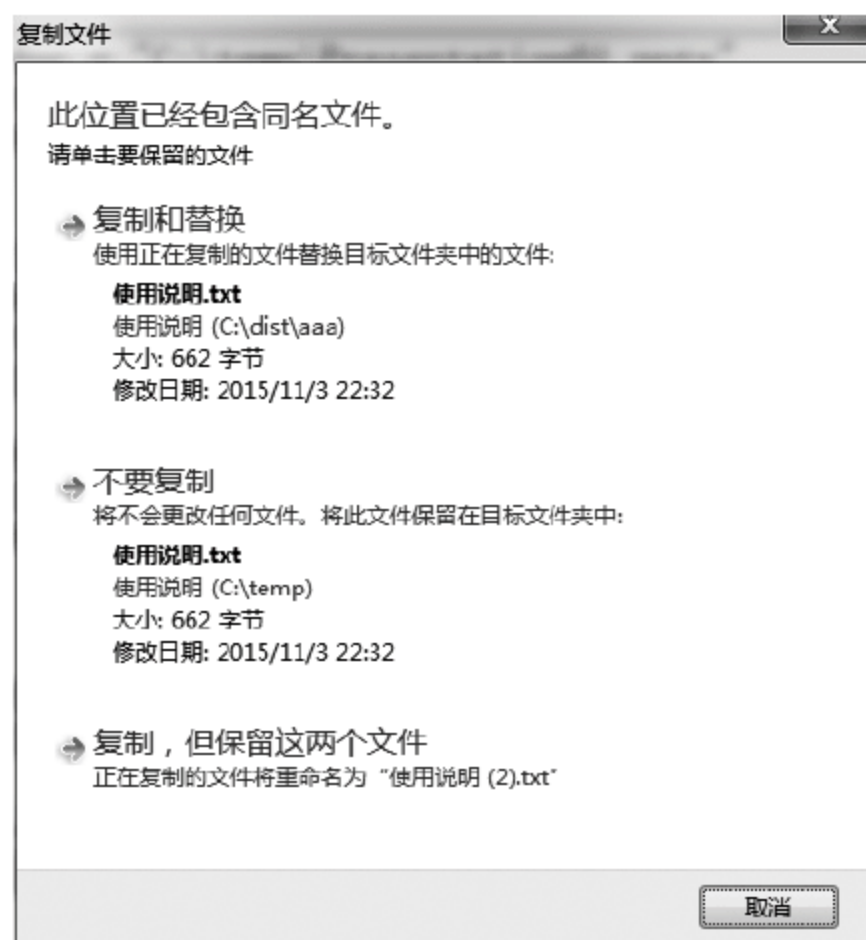 复制文件
此位置已经包含同名文件。
请单击要保留的文件
复制和替换
使用正在复制的文件替换目标文件夹中的文件:
使用说明.txt
使用说明 (C:\dist\aaa)
大小: 662 字节
修改日期: 2015/11/3 22:32
不要复制
将不会更改任何文件。将此文件保留在目标文件夹中:
使用说明.txt
使用说明 (C:\temp)
大小: 662 字节
修改日期: 2015/11/3 22:32
复制，但保留这两个文件
正在复制的文件将重命名为“使用说明 (2).txt”
取消